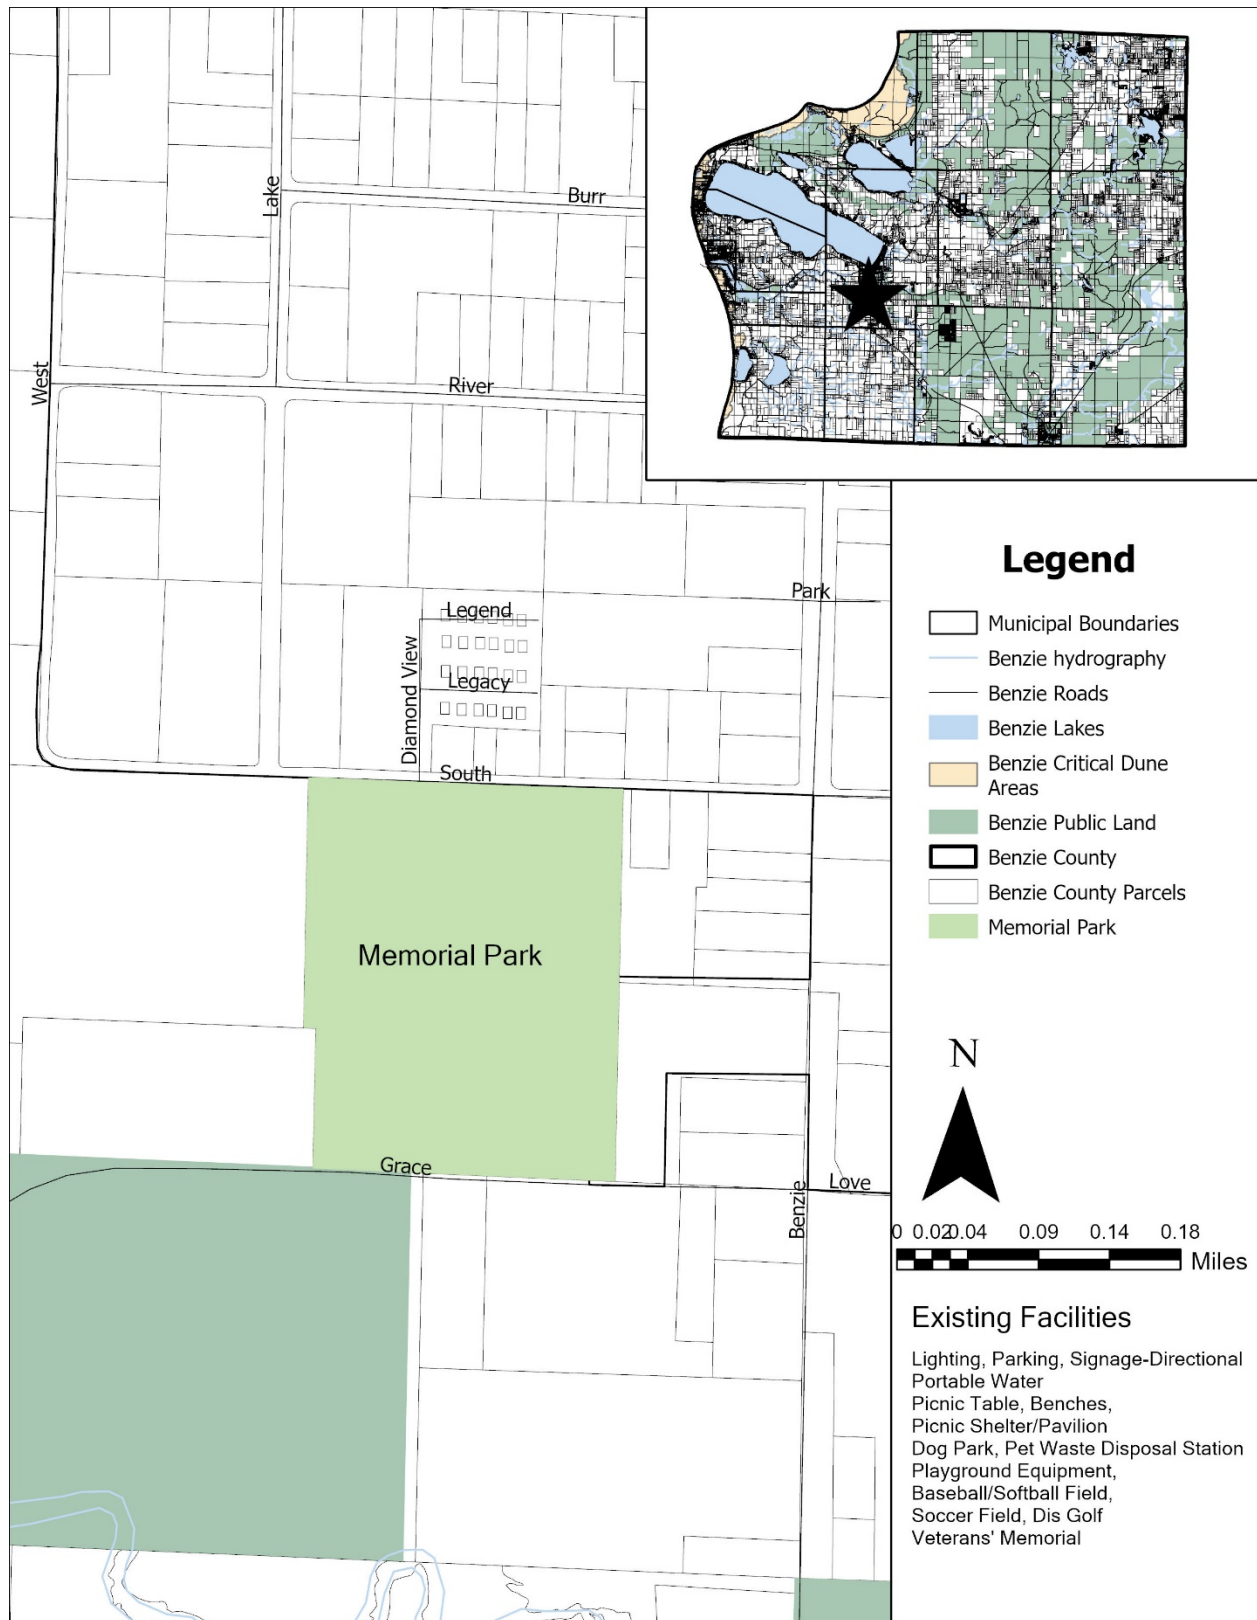 Burr
Lake
West
River
Park
Legend
Diamond View
Legacy
South
Memorial Park
Grace
Love
Benzie
Legend
Municipal Boundaries
Benzie hydrography
Benzie Roads
Benzie Lakes
Benzie Critical Dune
Areas
Benzie Public Land
Benzie County
Benzie County Parcels
Memorial Park
N
0 0.02 0.04 0.09 0.14 0.18
Miles
Existing Facilities
Lighting, Parking, Signage-Directional
Portable Water
Picnic Table, Benches,
Picnic Shelter/Pavilion
Dog Park, Pet Waste Disposal Station
Playground Equipment,
Baseball/Softball Field,
Soccer Field, Dis Golf
Veterans' Memorial